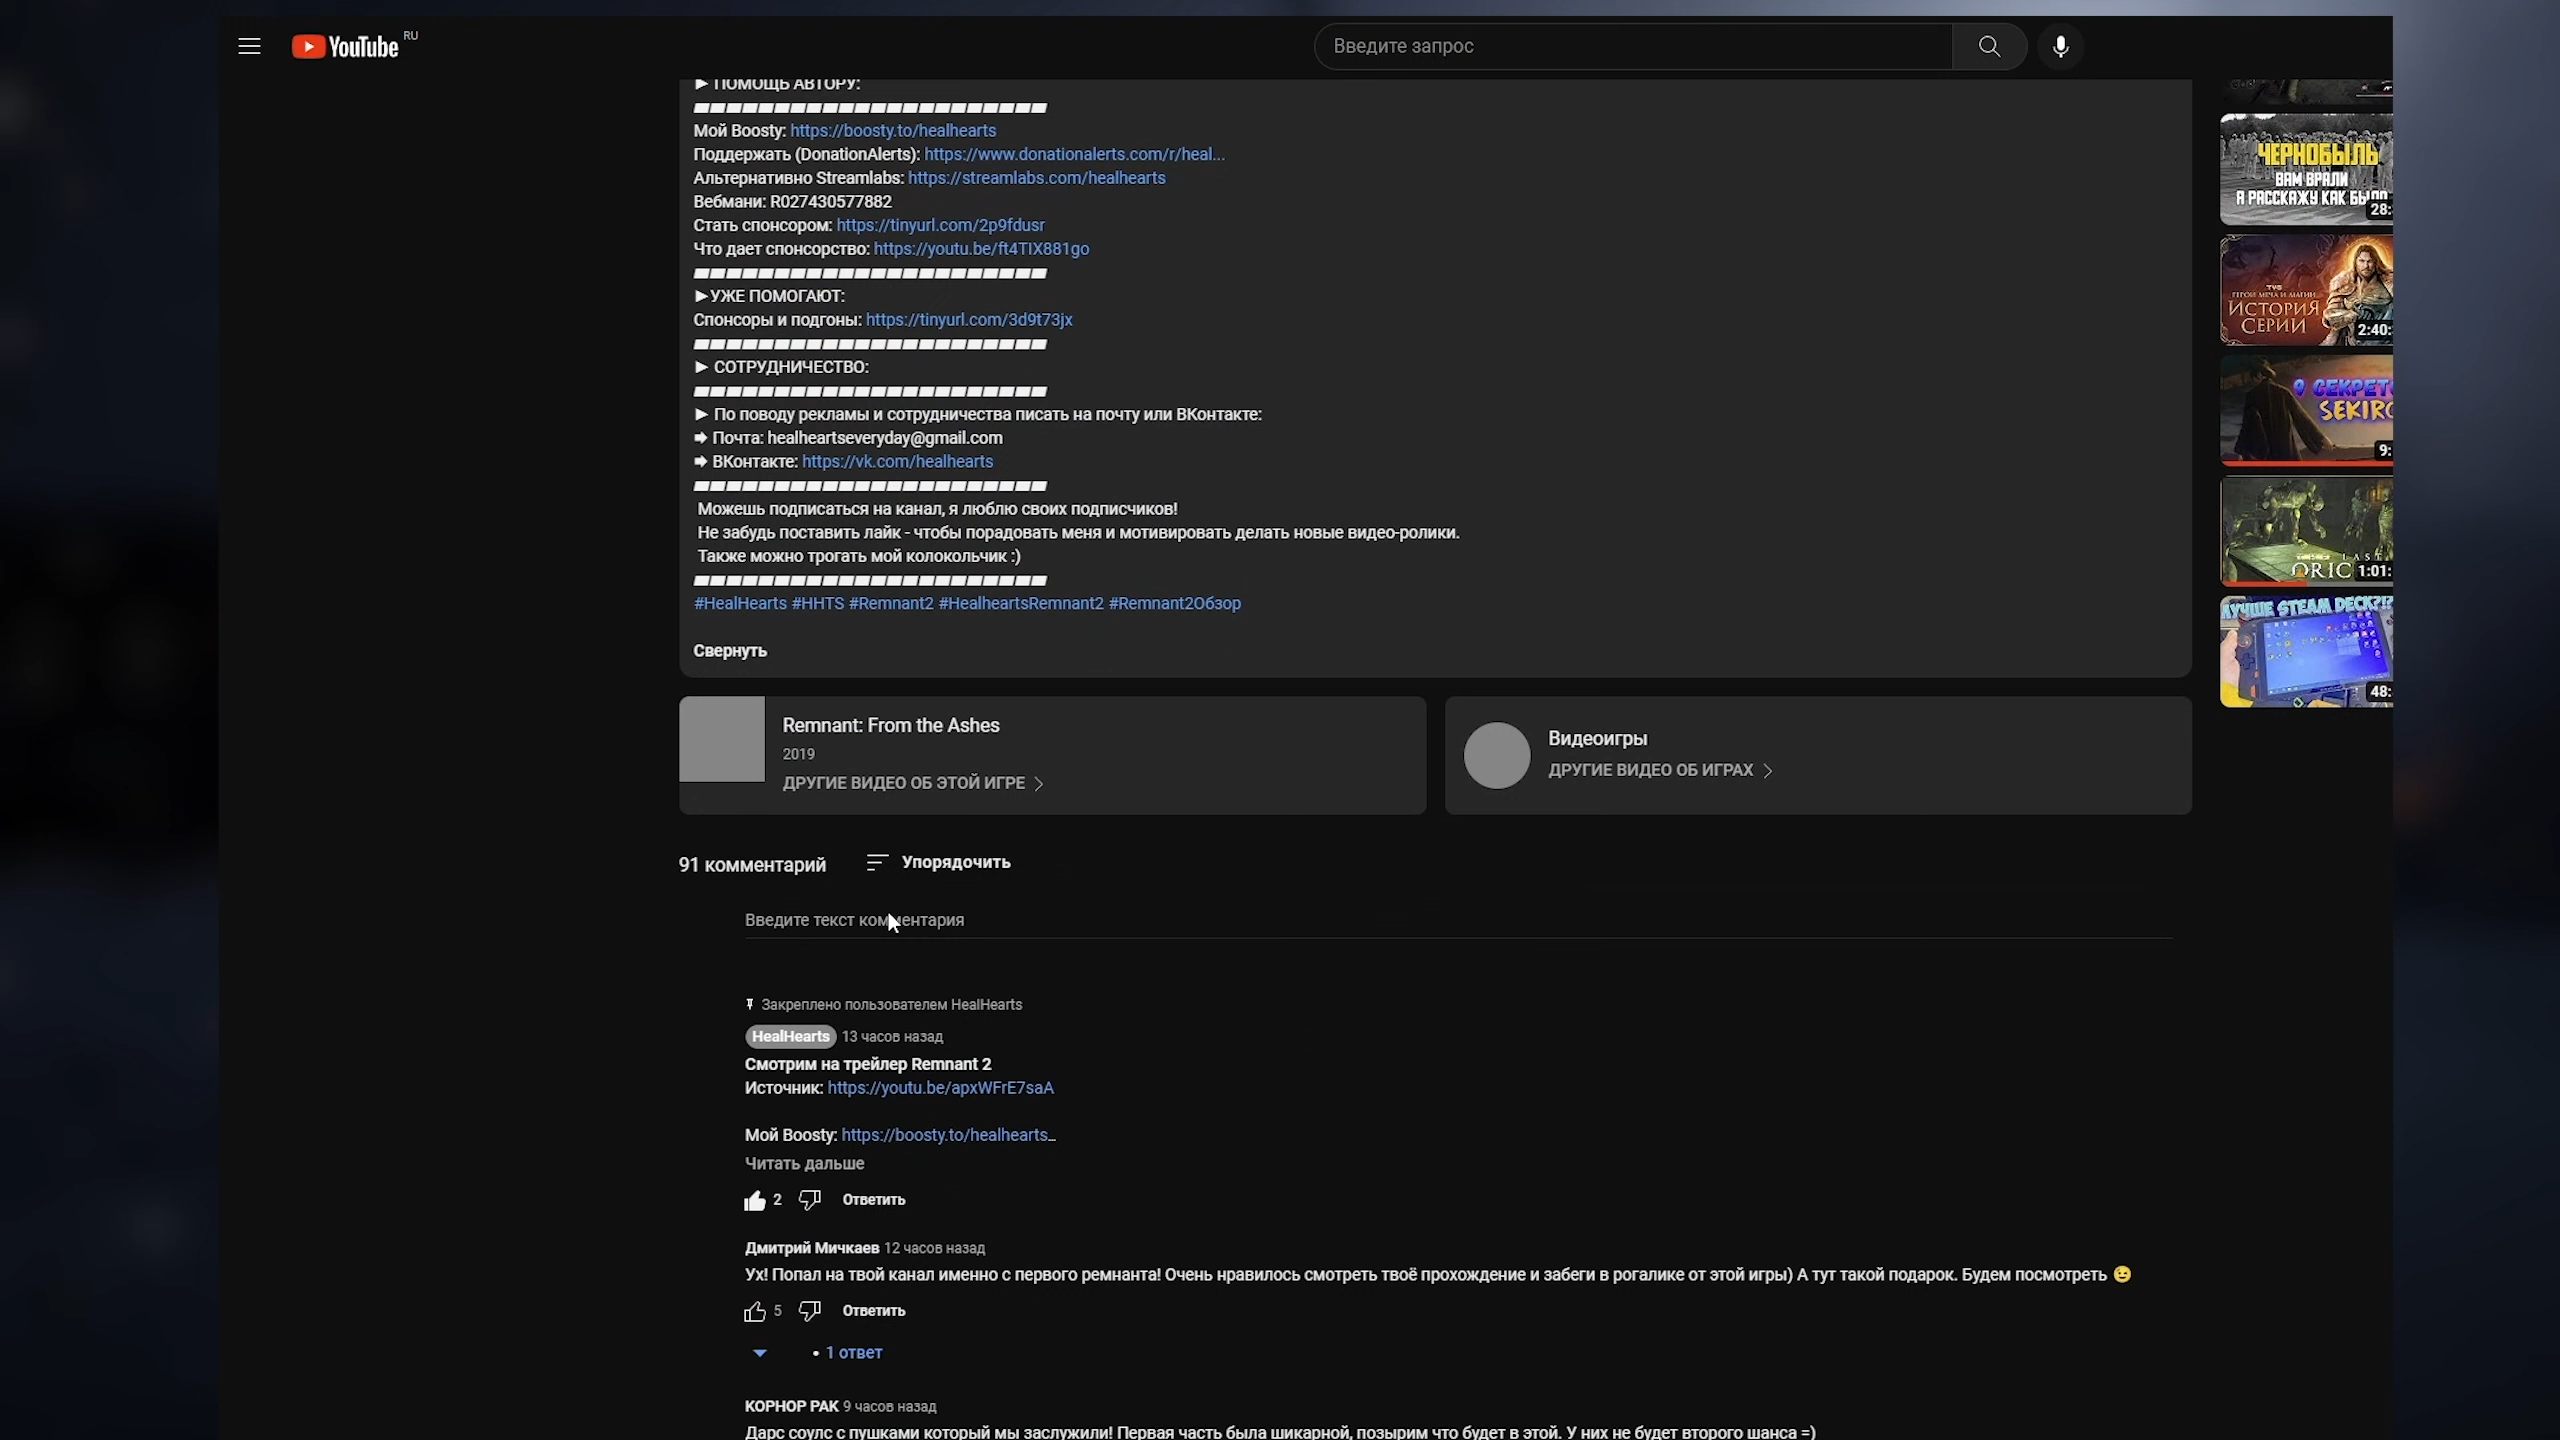 YouTube RU
Введите запрос
► ПОМОЩЬ АВТОРУ:
Мой Boosty: https://boosty.to/healhearts
Поддержать (DonationAlerts): https://www.donationalerts.com/r/heal...
Альтернативно Streamlabs: https://streamlabs.com/healhearts
Вебмани: R027430577882
Стать спонсором: https://tinyurl.com/2p9fdusr
Что дает спонсорство: https://youtu.be/ft4TIX881go
►УЖЕ ПОМОГАЮТ:
Спонсоры и подгоны: https://tinyurl.com/3d9t73jx
► СОТРУДНИЧЕСТВО:
► По поводу рекламы и сотрудничества писать на почту или ВКонтакте:
➡ Почта: healheartseveryday@gmail.com
➡ ВКонтакте: https://vk.com/healhearts
Можешь подписаться на канал, я люблю своих подписчиков!
Не забудь поставить лайк - чтобы порадовать меня и мотивировать делать новые видео-ролики.
Также можно трогать мой колокольчик :)
#HealHearts #HHTS #Remnant2 #HealheartsRemnant2 #Remnant2Обзор
Свернуть
ЧЕРНОБЫЛЬ
ВАМ ВРАЛИ
Я РАССКАЖУ КАК БЫЛО
28:
ГЕРОИ МЕЧА И МАГИИ
ИСТОРИЯ
СЕРИИ
2:40:
9 СЕКРЕТО
SEKIRO
9:
LAST
ORIC
1:01:
ЛУЧШЕ STEAM DECK?!?
48:
Remnant: From the Ashes
2019
ДРУГИЕ ВИДЕО ОБ ЭТОЙ ИГРЕ
Видеоигры
ДРУГИЕ ВИДЕО ОБ ИГРАХ
91 комментарий Упорядочить
Введите текст комментария
Закреплено пользователем HealHearts
HealHearts 13 часов назад
Смотрим на трейлер Remnant 2
Источник: https://youtu.be/apxWFrE7saA
Мой Boosty: https://boosty.to/healhearts...
Читать дальше
2 Ответить
Дмитрий Мичкаев 12 часов назад
Ух! Попал на твой канал именно с первого ремнанта! Очень нравилось смотреть твоё прохождение и забеги в рогалике от этой игры) А тут такой подарок. Будем посмотреть 😉
5 Ответить
• 1 ответ
КОРНОР РАК 9 часов назад
Дарс соулс с пушками который мы заслужили! Первая часть была шикарной, позырим что будет в этой. У них не будет второго шанса =)